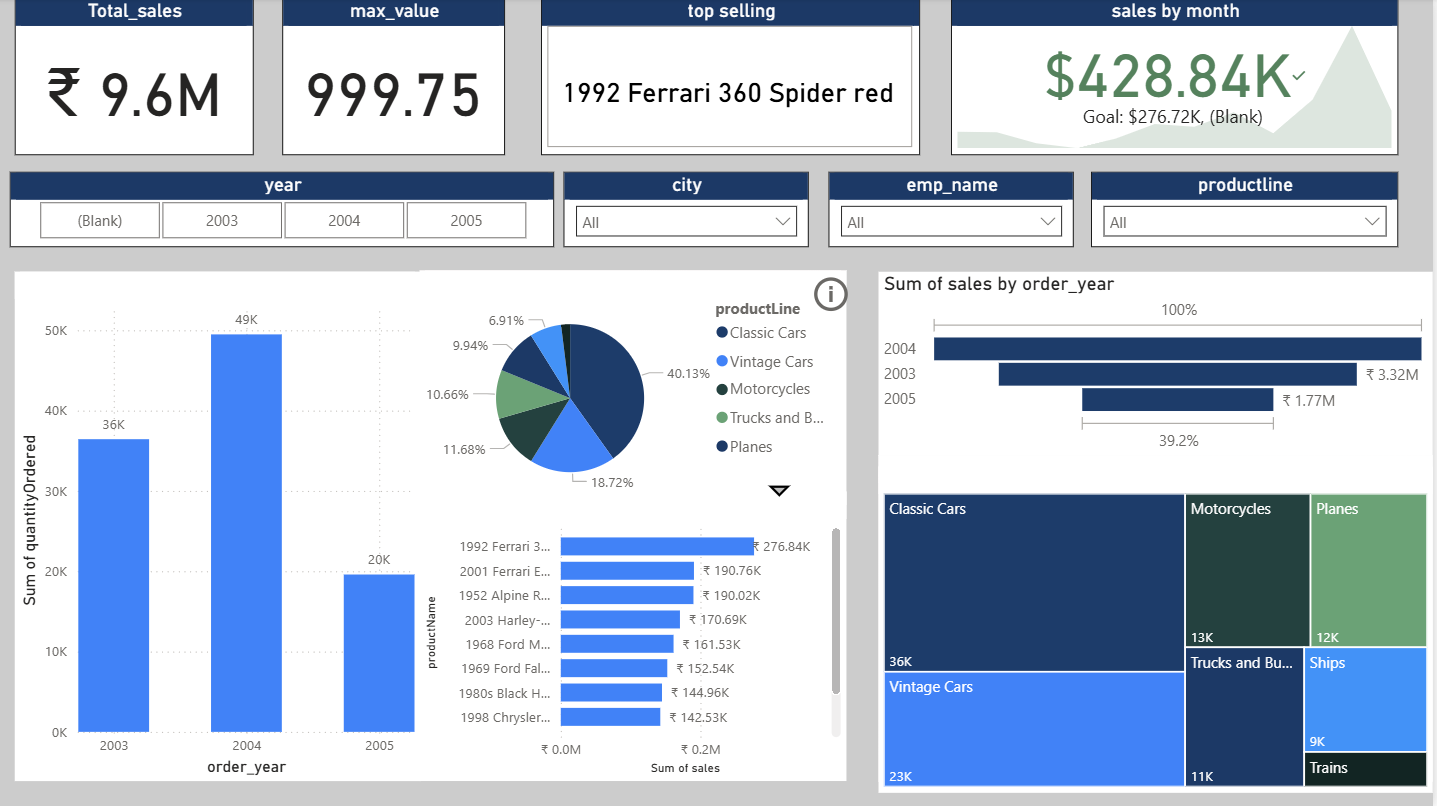 Total_sales
₹ 9.6M
max_value
999.75
top selling
1992 Ferrari 360 Spider red
sales by month
$428.84K
Goal: $276.72K, (Blank)
year
(Blank) 2003 2004 2005
city
All
emp_name
All
productline
All
Sum of quantityOrdered
50K
40K
30K
20K
10K
0K
36K
49K
20K
2003 2004 2005
order_year
6.91%
9.94%
10.66%
11.68%
18.72%
40.13%
productLine
Classic Cars
Vintage Cars
Motorcycles
Trucks and B...
Planes
i
productName
1992 Ferrari 3... ₹ 276.84K
2001 Ferrari E... ₹ 190.76K
1952 Alpine R... ₹ 190.02K
2003 Harley-... ₹ 170.69K
1968 Ford M... ₹ 161.53K
1969 Ford Fal... ₹ 152.54K
1980s Black H... ₹ 144.96K
1998 Chrysler... ₹ 142.53K
₹ 0.0M ₹ 0.2M
Sum of sales
Sum of sales by order_year
100%
2004
2003 ₹ 3.32M
2005 ₹ 1.77M
39.2%
Classic Cars
36K
Vintage Cars
23K
Motorcycles
13K
Planes
12K
Trucks and Bu...
11K
Ships
9K
Trains